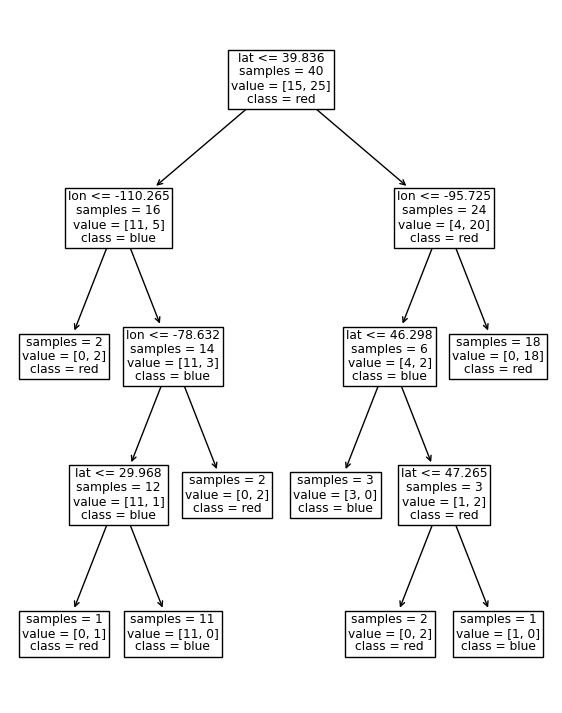 lat <= 39.836
samples = 40
value = [15, 25]
class = red
lon <= -110.265
samples = 16
value = [11, 5]
class = blue
lon <= -95.725
samples = 24
value = [4, 20]
class = red
samples = 2
value = [0, 2]
class = red
lon <= -78.632
samples = 14
value = [11, 3]
class = blue
lat <= 46.298
samples = 6
value = [4, 2]
class = blue
samples = 18
value = [0, 18]
class = red
lat <= 29.968
samples = 12
value = [11, 1]
class = blue
samples = 2
value = [0, 2]
class = red
samples = 3
value = [3, 0]
class = blue
lat <= 47.265
samples = 3
value = [1, 2]
class = red
samples = 1
value = [0, 1]
class = red
samples = 11
value = [11, 0]
class = blue
samples = 2
value = [0, 2]
class = red
samples = 1
value = [1, 0]
class = blue